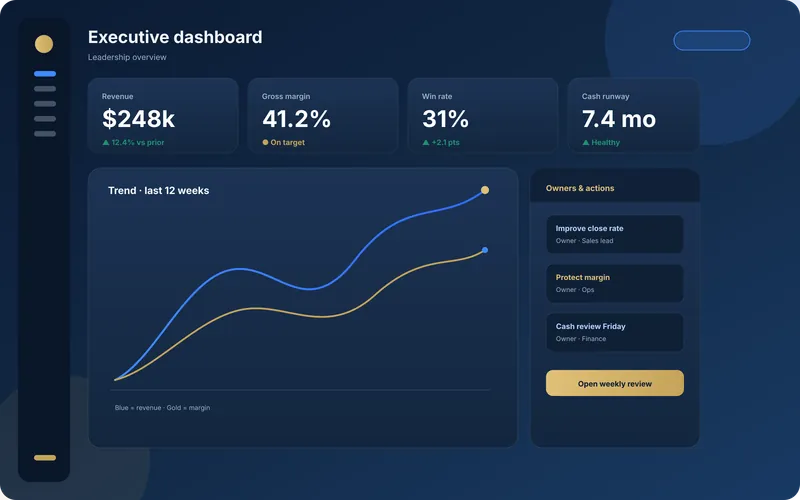 Executive dashboard
Leadership overview
Revenue
$248k
▲ 12.4% vs prior
Gross margin
41.2%
● On target
Win rate
31%
▲ +2.1 pts
Cash runway
7.4 mo
▲ Healthy
Trend · last 12 weeks
Blue = revenue · Gold = margin
Owners & actions
Improve close rate
Owner · Sales lead
Protect margin
Owner · Ops
Cash review Friday
Owner · Finance
Open weekly review